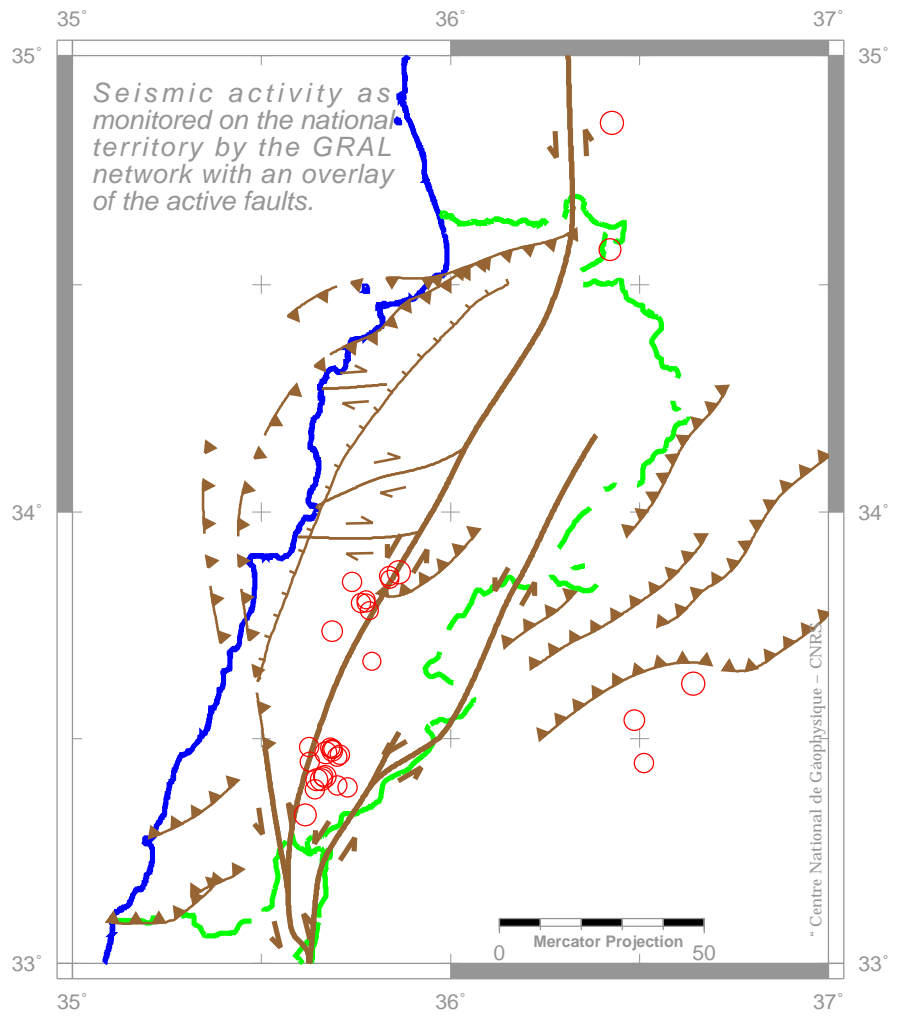 35˚ 36˚ 37˚
35˚ 35˚
Seismic activity as
monitored on the national
territory by the GRAL
network with an overlay
of the active faults.
34˚ 34˚
" Centre National de Gáophysique – CNRS
Mercator Projection
0 50
33˚ 33˚
35˚ 36˚ 37˚